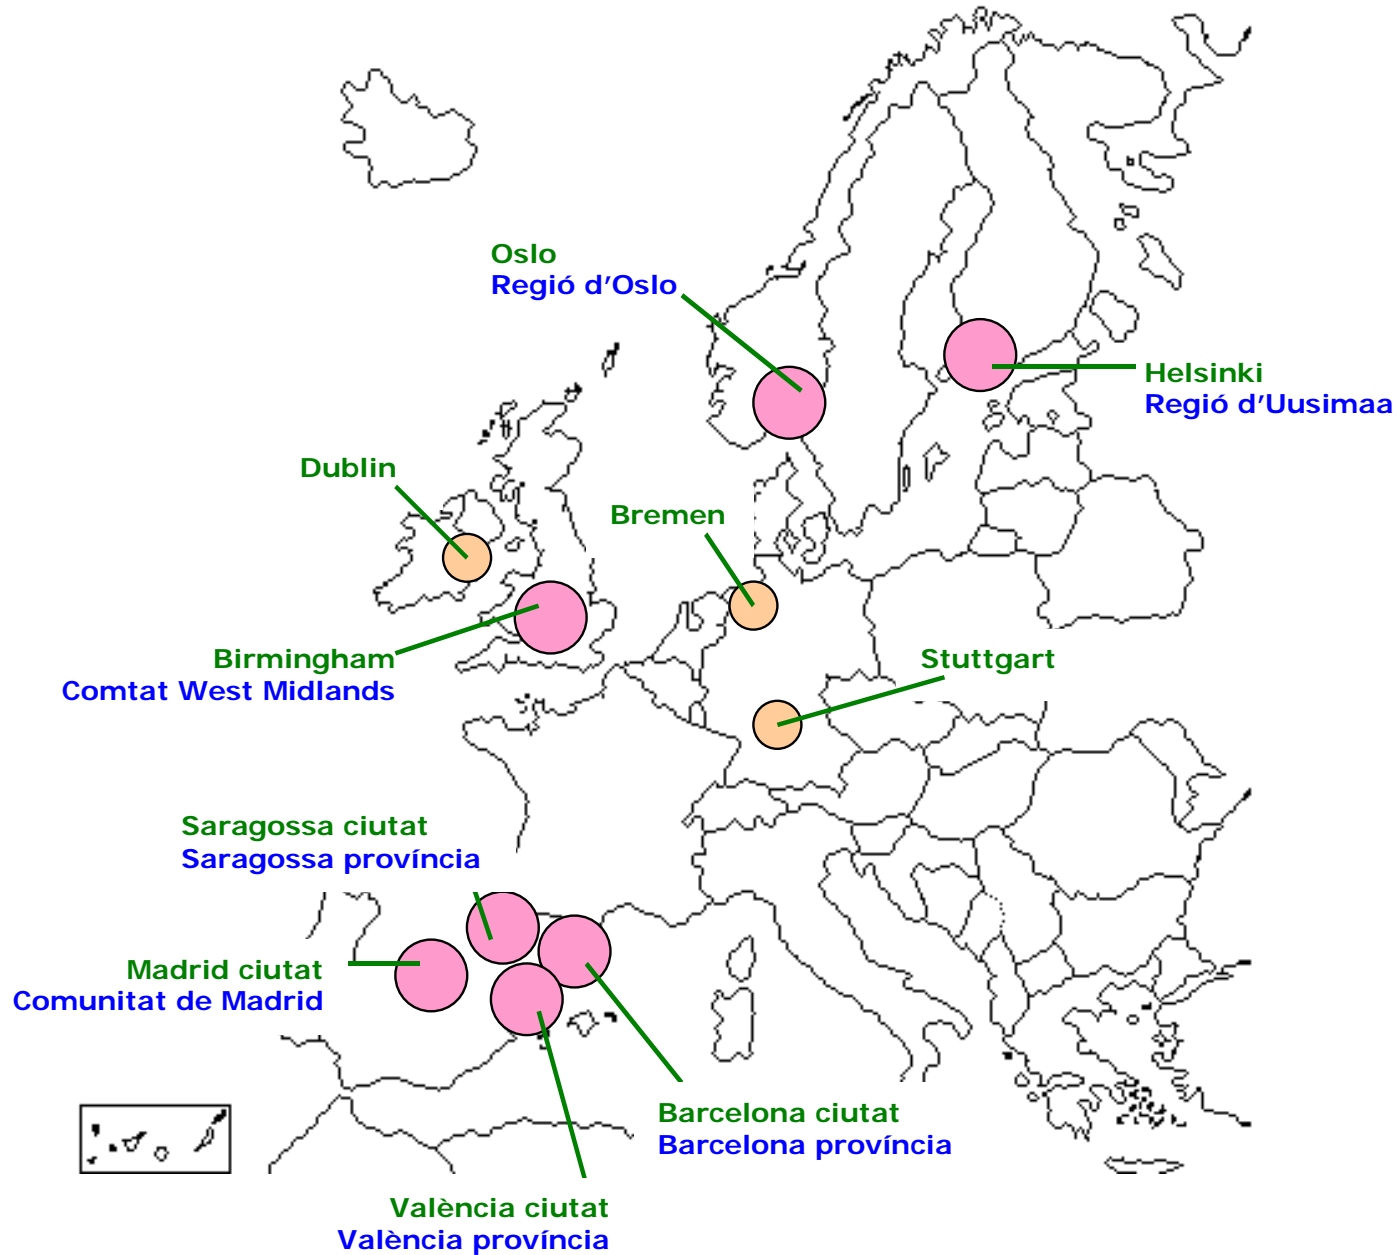 Oslo
Regió d’Oslo
Helsinki
Regió d’Uusimaa
Dublin
Bremen
Birmingham
Comtat West Midlands
Stuttgart
Saragossa ciutat
Saragossa província
Madrid ciutat
Comunitat de Madrid
Barcelona ciutat
Barcelona província
València ciutat
València província